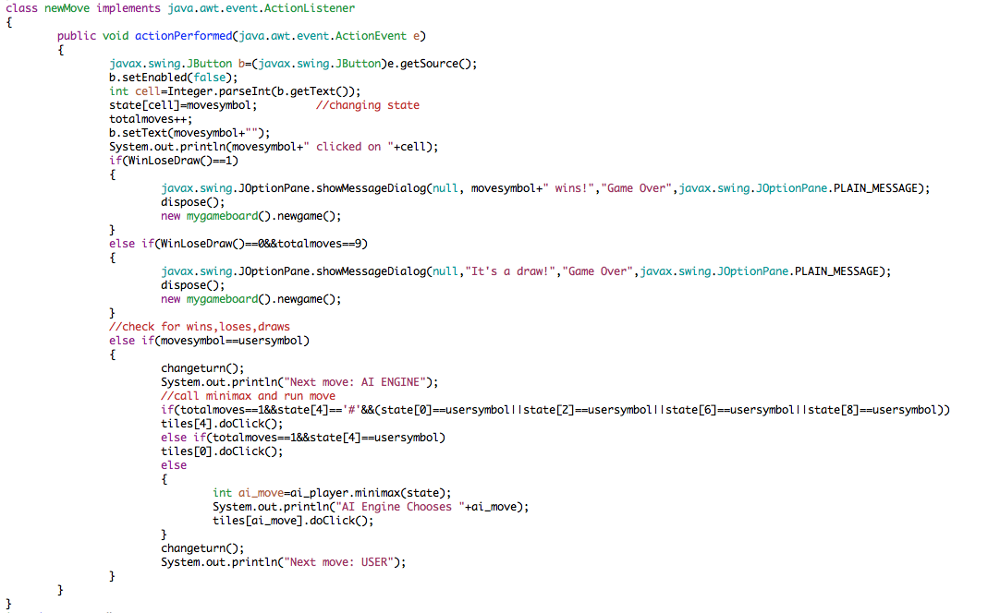 class newMove implements java.awt.event.ActionListener
{
public void actionPerformed(java.awt.event.ActionEvent e)
{
javax.swing.JButton b=(javax.swing.JButton)e.getSource();
b.setEnabled(false);
int cell=Integer.parseInt(b.getText());
state[cell]=movesymbol; //changing state
totalmoves++;
b.setText(movesymbol+"");
System.out.println(movesymbol+" clicked on "+cell);
if(WinLoseDraw()==1)
{
javax.swing.JOptionPane.showMessageDialog(null, movesymbol+" wins!","Game Over",javax.swing.JOptionPane.PLAIN_MESSAGE);
dispose();
new mygameboard().newgame();
}
else if(WinLoseDraw()==0&&totalmoves==9)
{
javax.swing.JOptionPane.showMessageDialog(null,"It's a draw!","Game Over",javax.swing.JOptionPane.PLAIN_MESSAGE);
dispose();
new mygameboard().newgame();
}
//check for wins,loses,draws
else if(movesymbol==usersymbol)
{
changeturn();
System.out.println("Next move: AI ENGINE");
//call minimax and run move
if(totalmoves==1&&state[4]=='#'&&(state[0]==usersymbol||state[2]==usersymbol||state[6]==usersymbol||state[8]==usersymbol))
tiles[4].doClick();
else if(totalmoves==1&&state[4]==usersymbol)
tiles[0].doClick();
else
{
int ai_move=ai_player.minimax(state);
System.out.println("AI Engine Chooses "+ai_move);
tiles[ai_move].doClick();
}
changeturn();
System.out.println("Next move: USER");
}
}
}